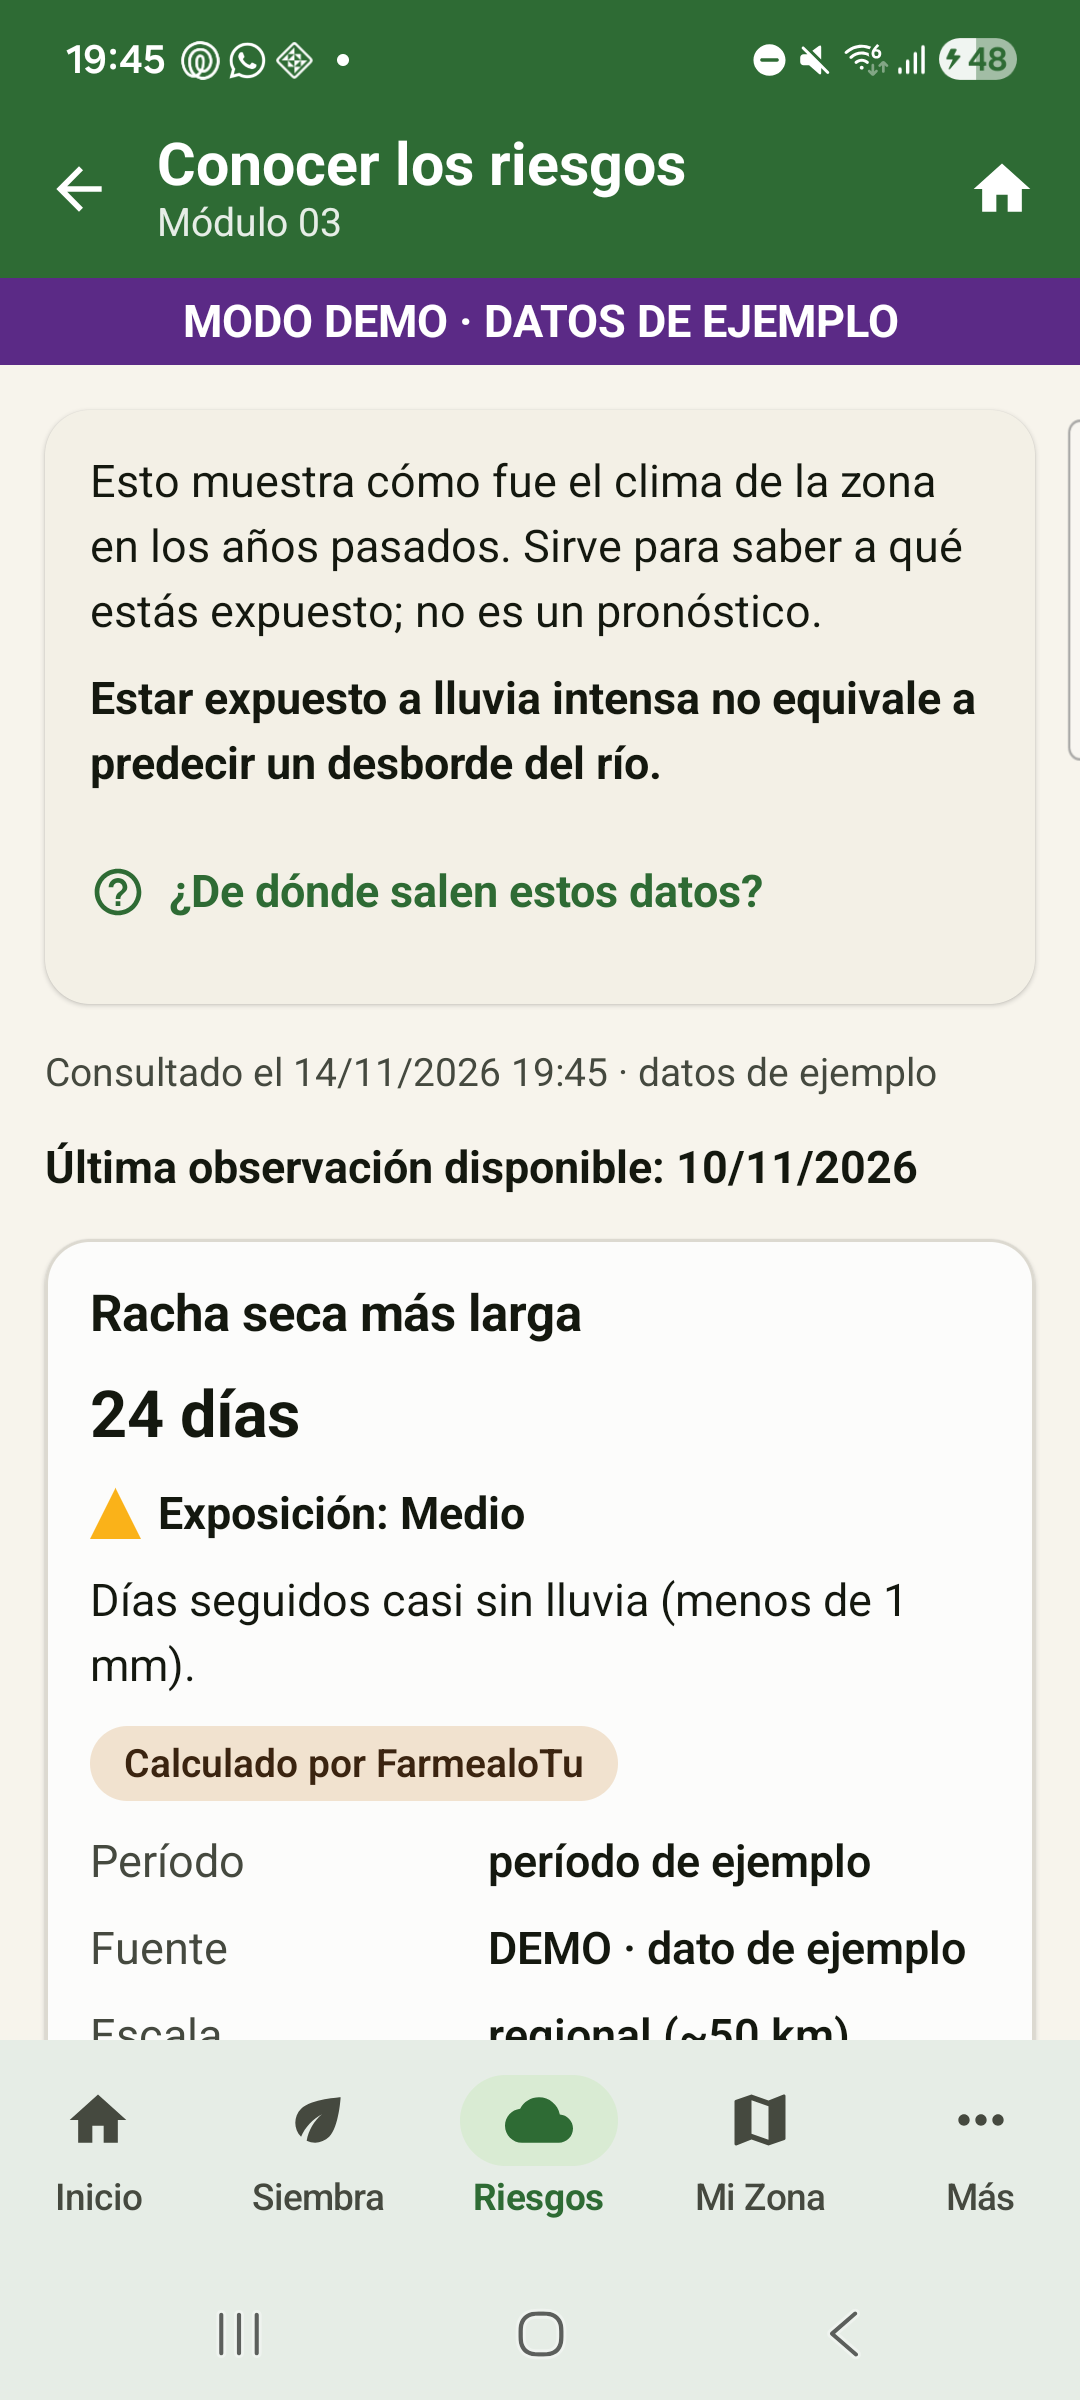 19:45
48
Conocer los riesgos
Módulo 03
MODO DEMO · DATOS DE EJEMPLO
Esto muestra cómo fue el clima de la zona
en los años pasados. Sirve para saber a qué
estás expuesto; no es un pronóstico.
Estar expuesto a lluvia intensa no equivale a
predecir un desborde del río.
¿De dónde salen estos datos?
Consultado el 14/11/2026 19:45 · datos de ejemplo
Última observación disponible: 10/11/2026
Racha seca más larga
24 días
Exposición: Medio
Días seguidos casi sin lluvia (menos de 1
mm).
Calculado por FarmealoTu
Período período de ejemplo
Fuente DEMO · dato de ejemplo
Escala regional (~50 km)
Inicio Siembra Riesgos Mi Zona Más